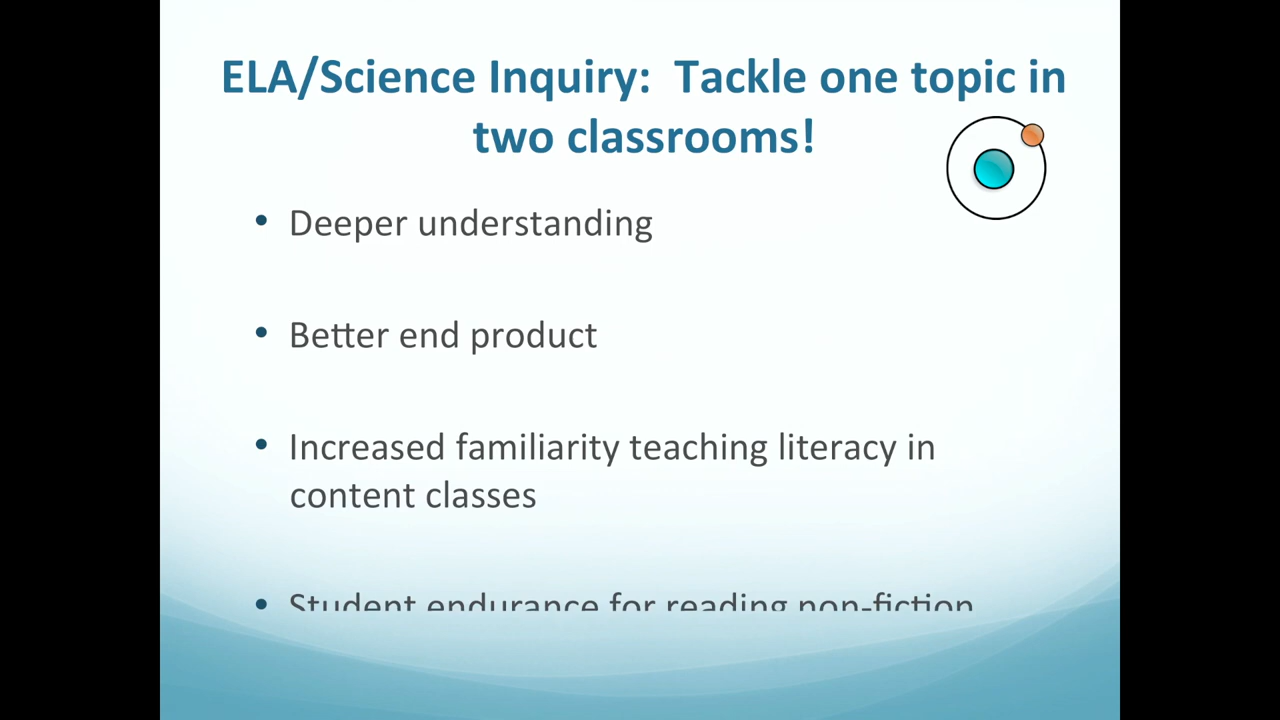 ELA/Science Inquiry:  Tackle one topic in
two classrooms!
• Deeper understanding
• Better end product
• Increased familiarity teaching literacy in
content classes
• Student endurance for reading non-fiction